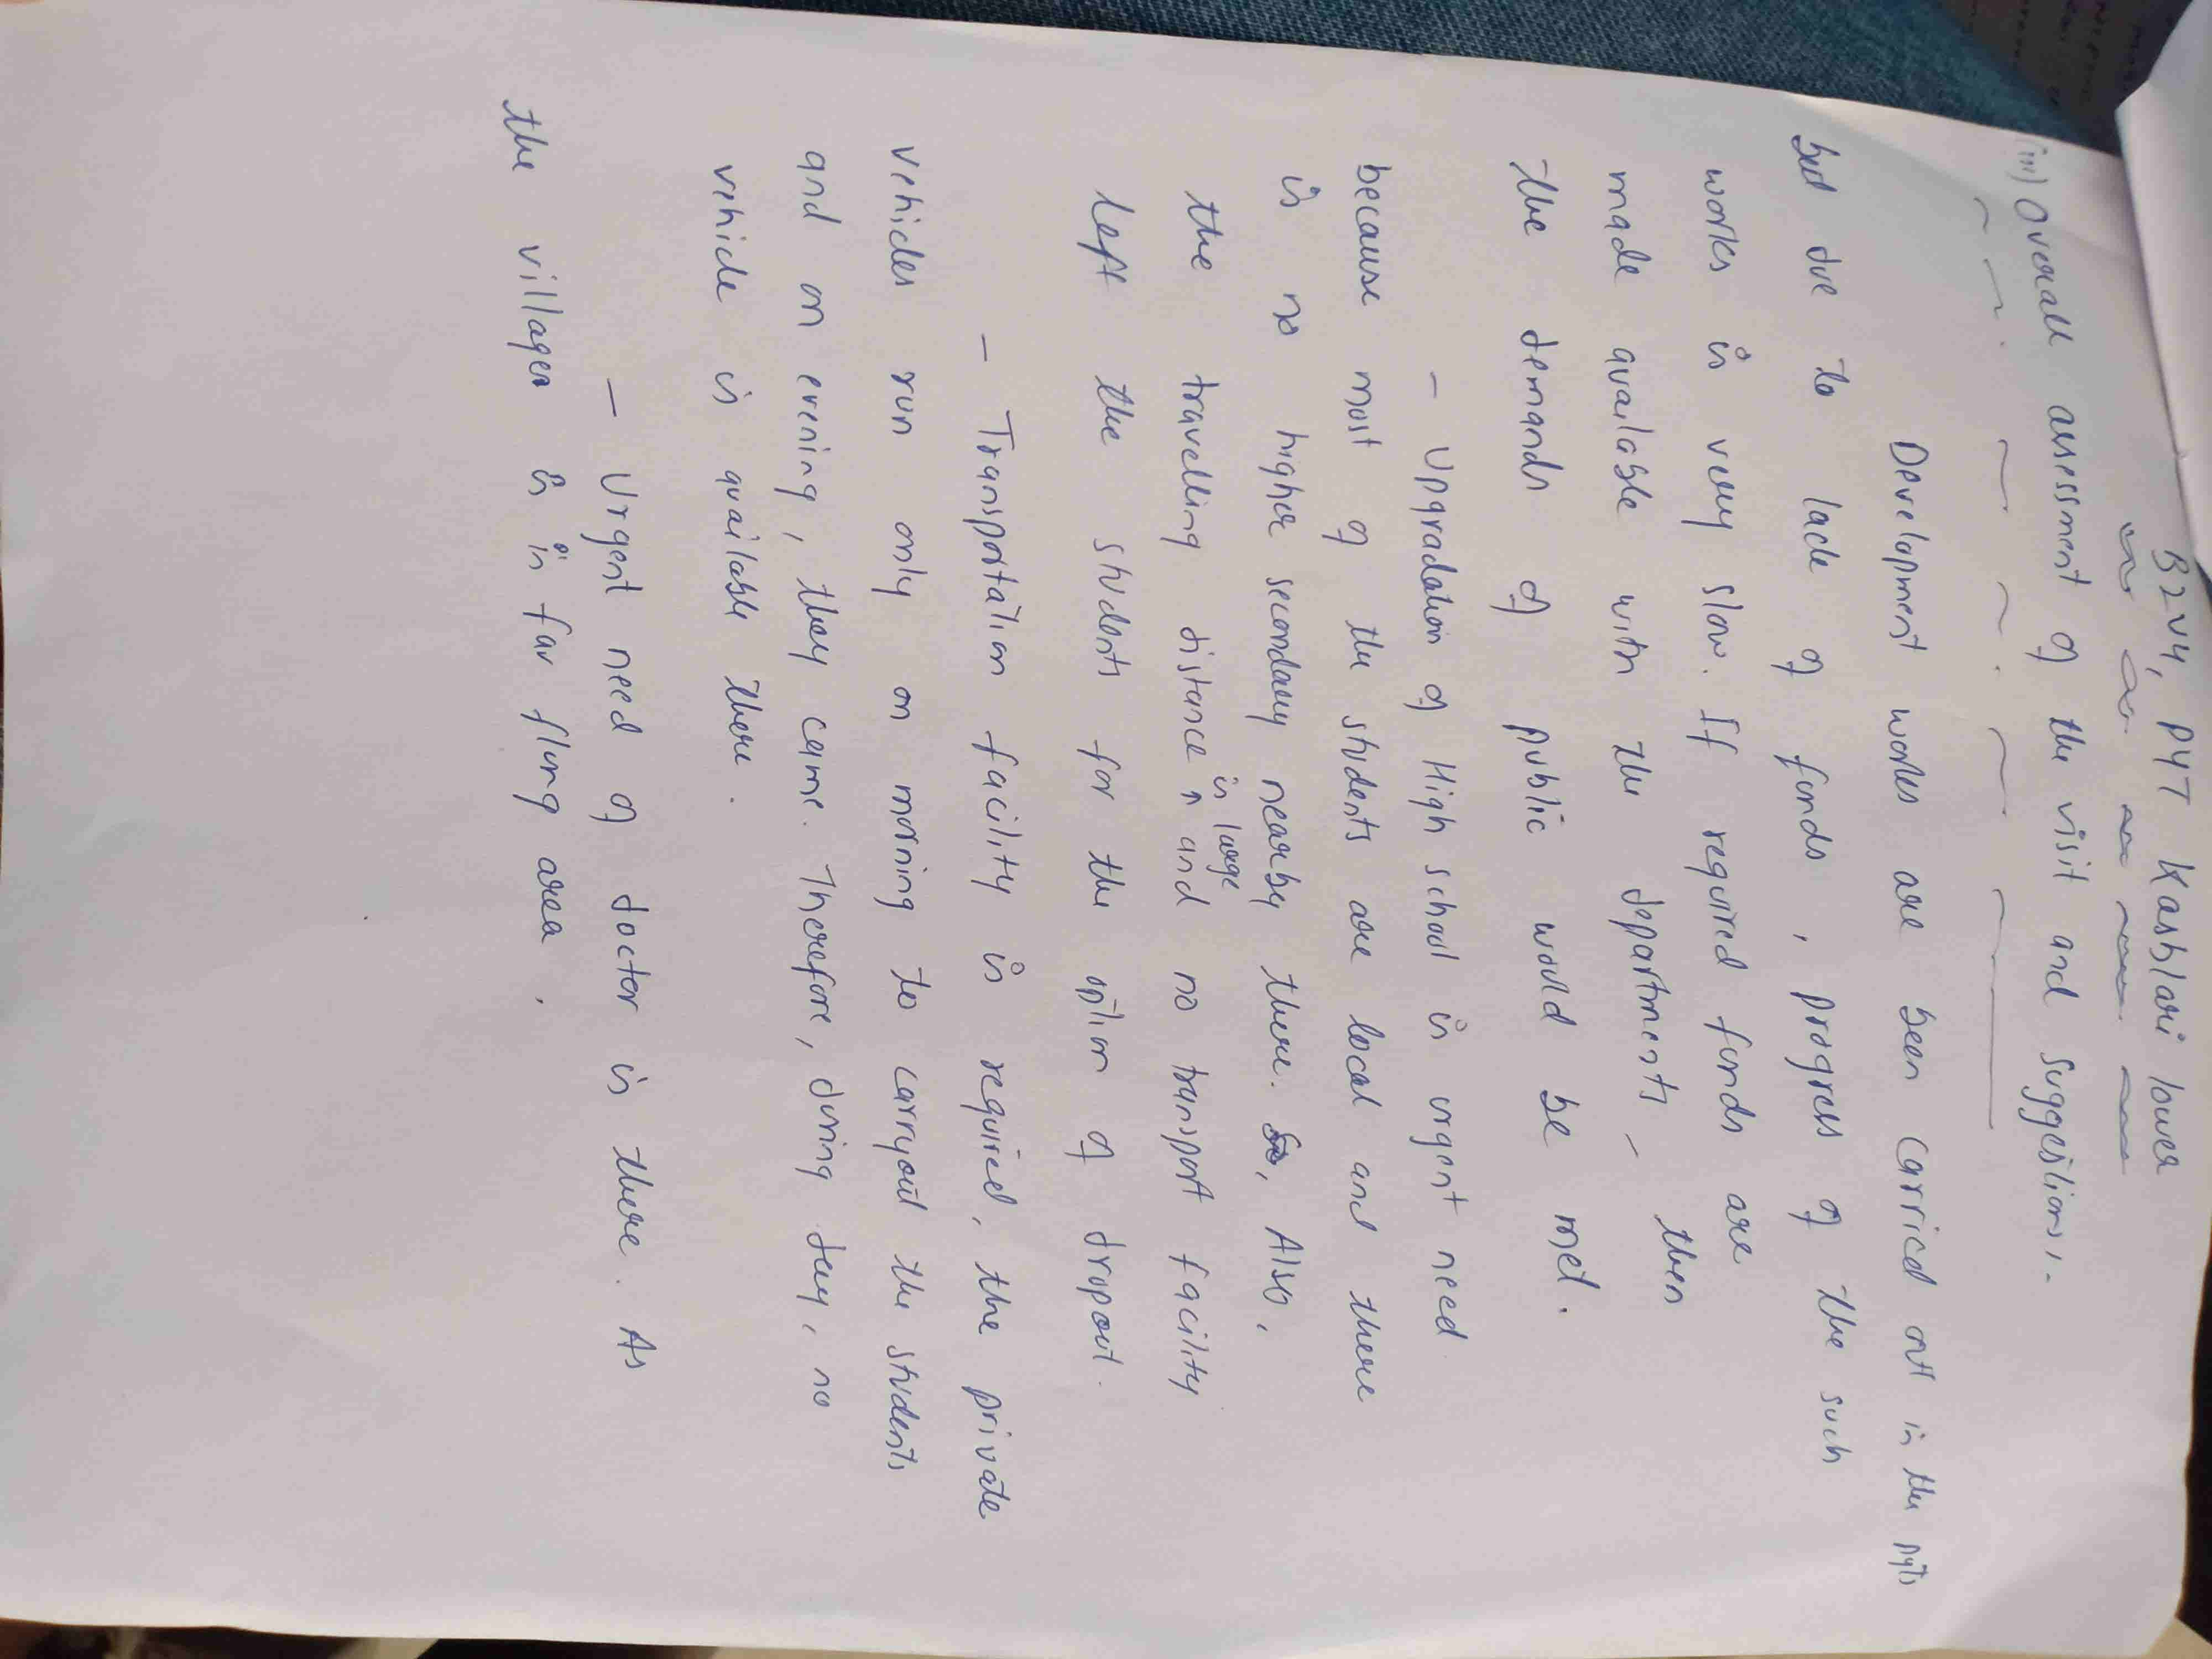 B2V4, PYT Kashlari lower
(iii) Overall assessment of the visit and suggestions:-
Development works are been carried out in the pyts
but due to lack of funds, progress of the such
works is very slow. If required funds are
made available with the departments, then
the demands of public would be met.
- Upgradation of High school is urgent need
because most of the students are local and there
is no higher secondary nearby there. Also,
the travelling distance is large and no transport facility
left the students for the option of dropout.
- Transportation facility is required, the private
vehicles run only on morning to carryout the students
and on evening, they came. Therefore, during day, no
vehicle is available there.
- Urgent need of doctor is there. As
the villages is in far flung area.